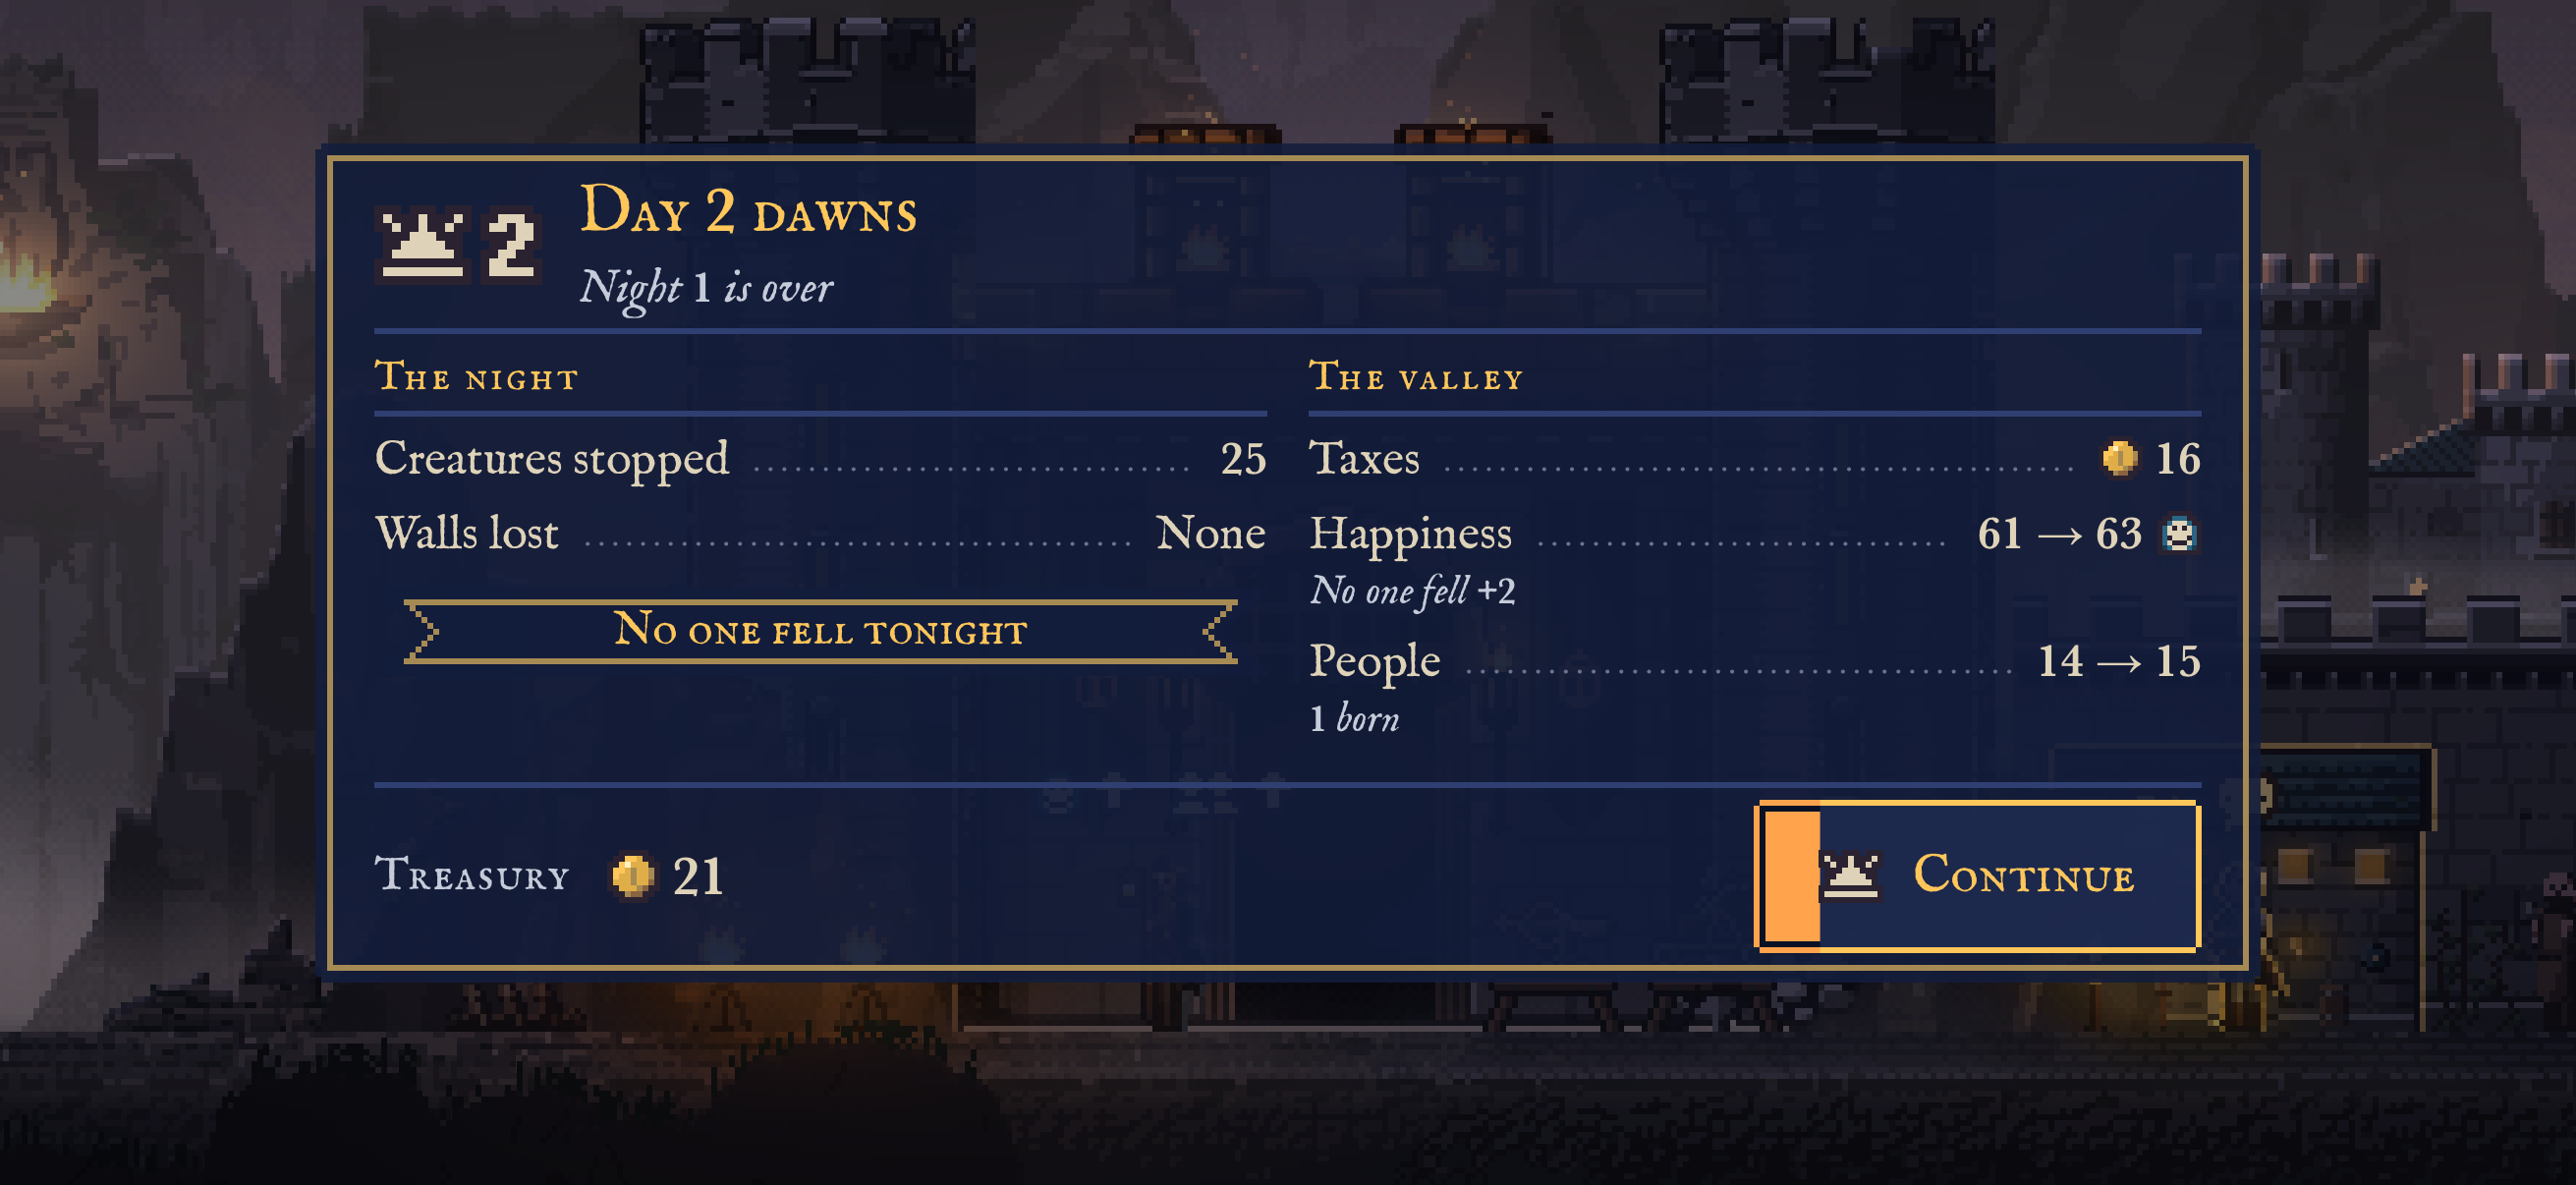 2
Day 2 dawns
Night 1 is over
The night
Creatures stopped 25
Walls lost None
No one fell tonight
The valley
Taxes 16
Happiness 61 → 63
No one fell +2
People 14 → 15
1 born
Treasury 21
Continue